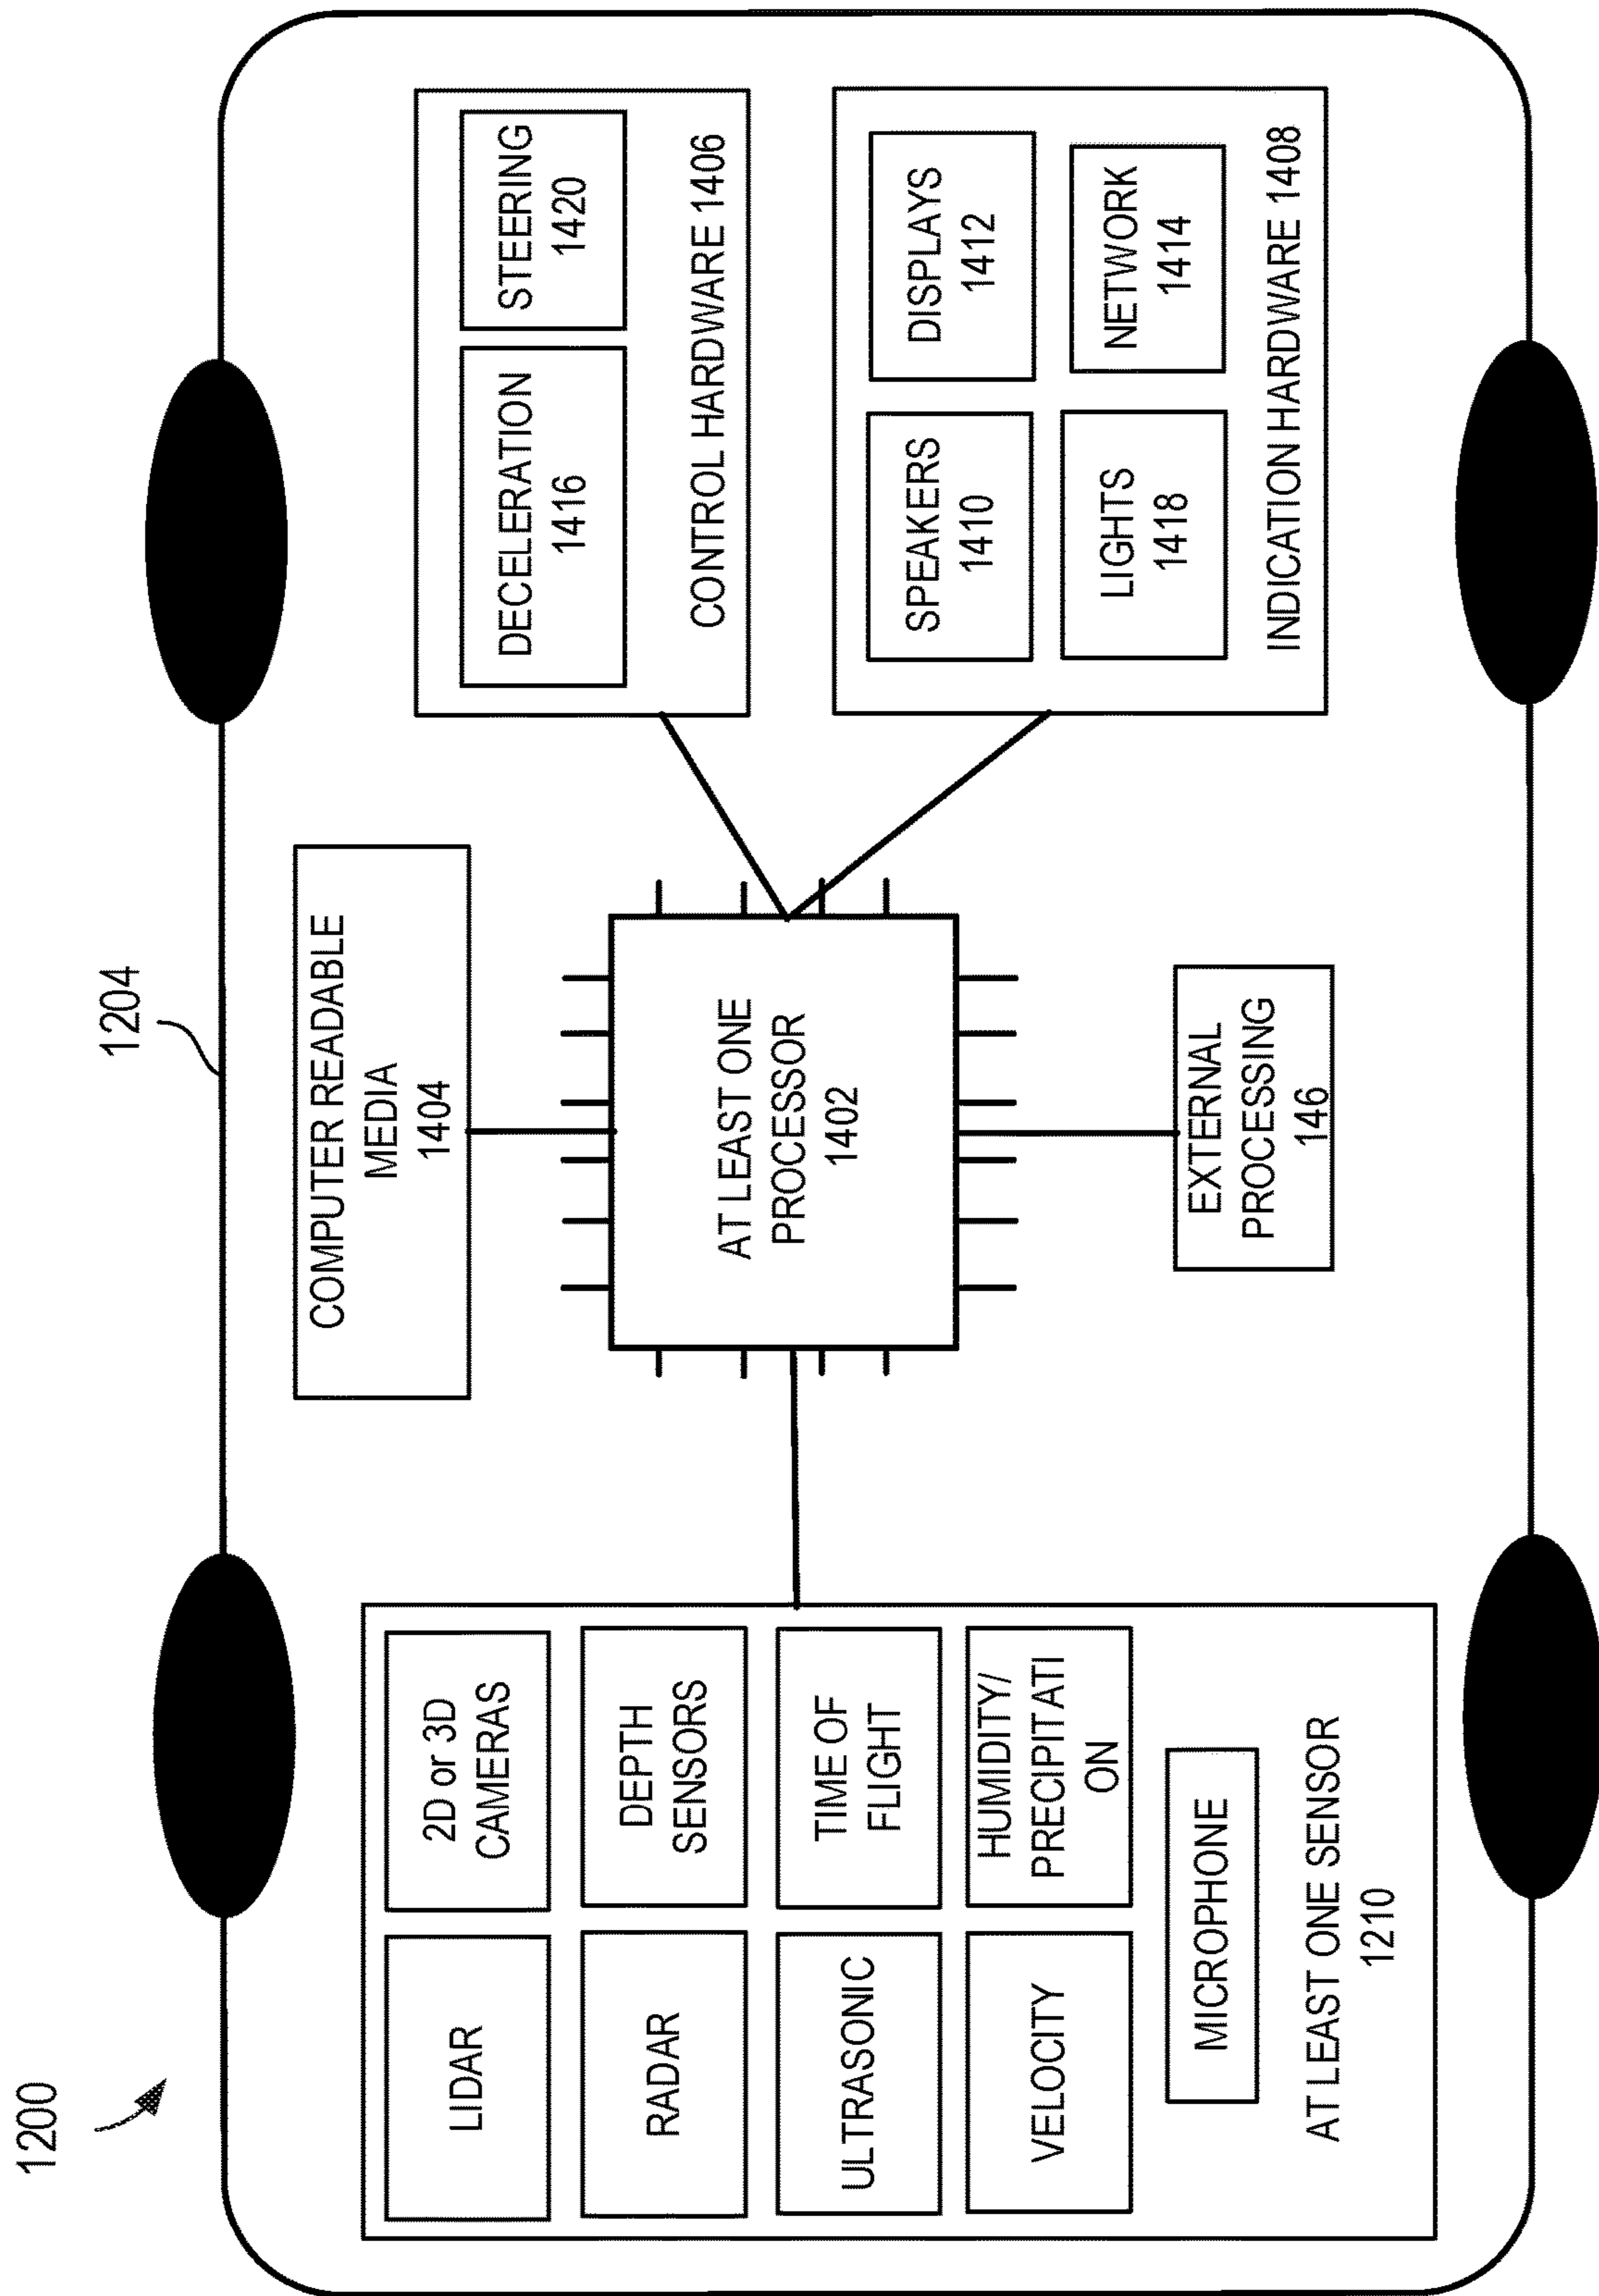 1200
1204
LIDAR
2D or 3D
CAMERAS
RADAR
DEPTH
SENSORS
ULTRASONIC
TIME OF
FLIGHT
VELOCITY
HUMIDITY/
PRECIPITATI
ON
MICROPHONE
AT LEAST ONE SENSOR
1210
COMPUTER READABLE
MEDIA
1404
AT LEAST ONE
PROCESSOR
1402
EXTERNAL
PROCESSING
146
DECELERATION
1416
STEERING
1420
CONTROL HARDWARE 1406
SPEAKERS
1410
DISPLAYS
1412
LIGHTS
1418
NETWORK
1414
INDICATION HARDWARE 1408